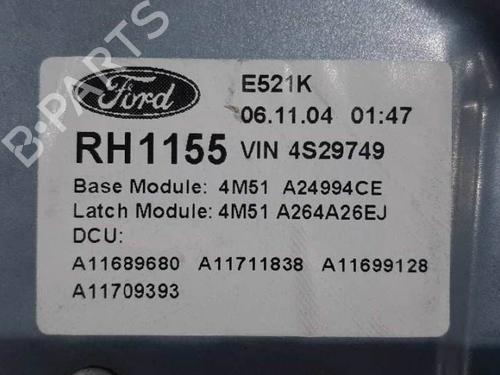 Ford
E521K
06.11.04 01:47
RH1155 VIN 4S29749
Base Module: 4M51 A24994CE
Latch Module: 4M51 A264A26EJ
DCU:
A11689680 A11711838 A11699128
A11709393
B-PARTS